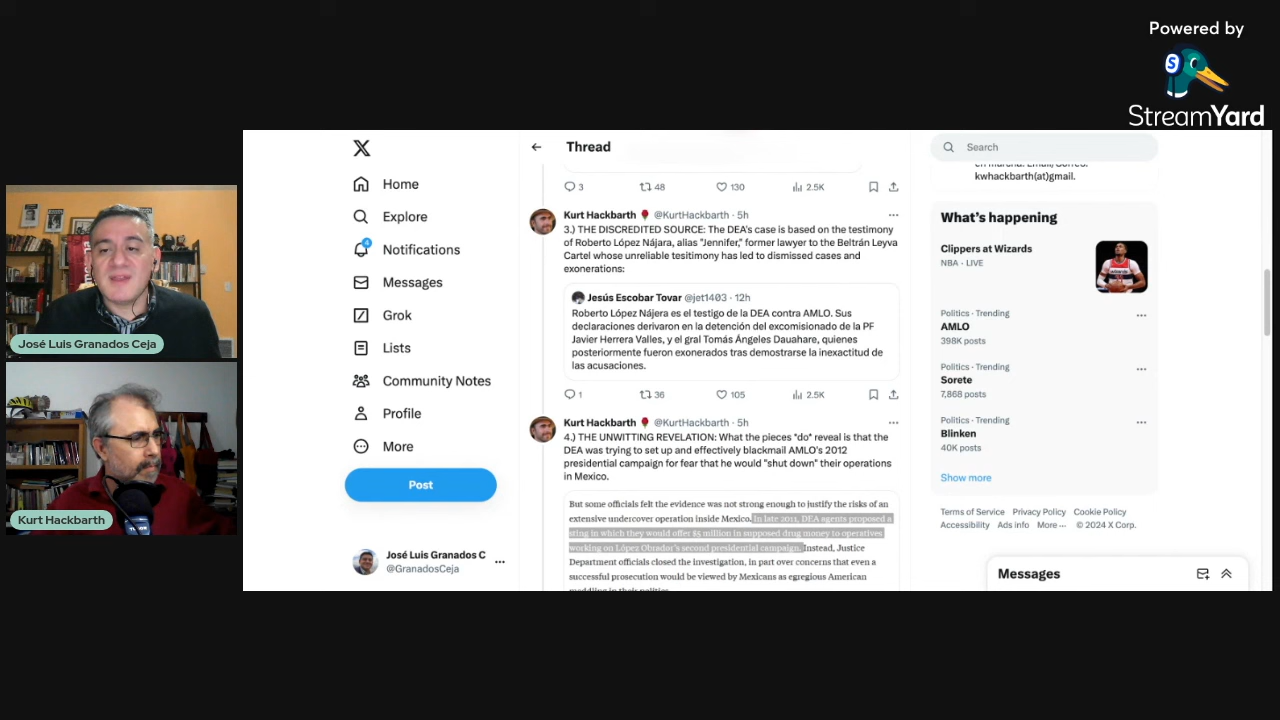 Powered by
S
StreamYard
José Luis Granados Ceja
Kurt Hackbarth
Home
Explore
4
Notifications
Messages
Grok
Lists
Community Notes
Profile
More
Post
José Luis Granados C
@GranadosCeja
Thread
3
48
130
2.5K
Kurt Hackbarth 🌹 @KurtHackbarth · 5h
3.) THE DISCREDITED SOURCE: The DEA's case is based on the testimony
of Roberto López Nájara, alias "Jennifer," former lawyer to the Beltrán Leyva
Cartel whose unreliable tesitimony has led to dismissed cases and
exonerations:
Jesús Escobar Tovar @jet1403 · 12h
Roberto López Nájera es el testigo de la DEA contra AMLO. Sus
declaraciones derivaron en la detención del excomisionado de la PF
Javier Herrera Valles, y el gral Tomás Ángeles Dauahare, quienes
posteriormente fueron exonerados tras demostrarse la inexactitud de
las acusaciones.
1
36
105
2.5K
Kurt Hackbarth 🌹 @KurtHackbarth · 5h
4.) THE UNWITTING REVELATION: What the pieces *do* reveal is that the
DEA was trying to set up and effectively blackmail AMLO's 2012
presidential campaign for fear that he would "shut down" their operations
in Mexico.
But some officials felt the evidence was not strong enough to justify the risks of an
extensive undercover operation inside Mexico. In late 2011, DEA agents proposed a
sting in which they would offer $5 million in supposed drug money to operatives
working on López Obrador's second presidential campaign. Instead, Justice
Department officials closed the investigation, in part over concerns that even a
successful prosecution would be viewed by Mexicans as egregious American
meddling in their politics.
Search
en marcha. Email/Correo:
kwhackbarth(at)gmail.
What's happening
Clippers at Wizards
NBA · LIVE
Politics · Trending
AMLO
398K posts
Politics · Trending
Sorete
7,868 posts
Politics · Trending
Blinken
40K posts
Show more
Terms of Service Privacy Policy Cookie Policy
Accessibility Ads info More ··· © 2024 X Corp.
Messages